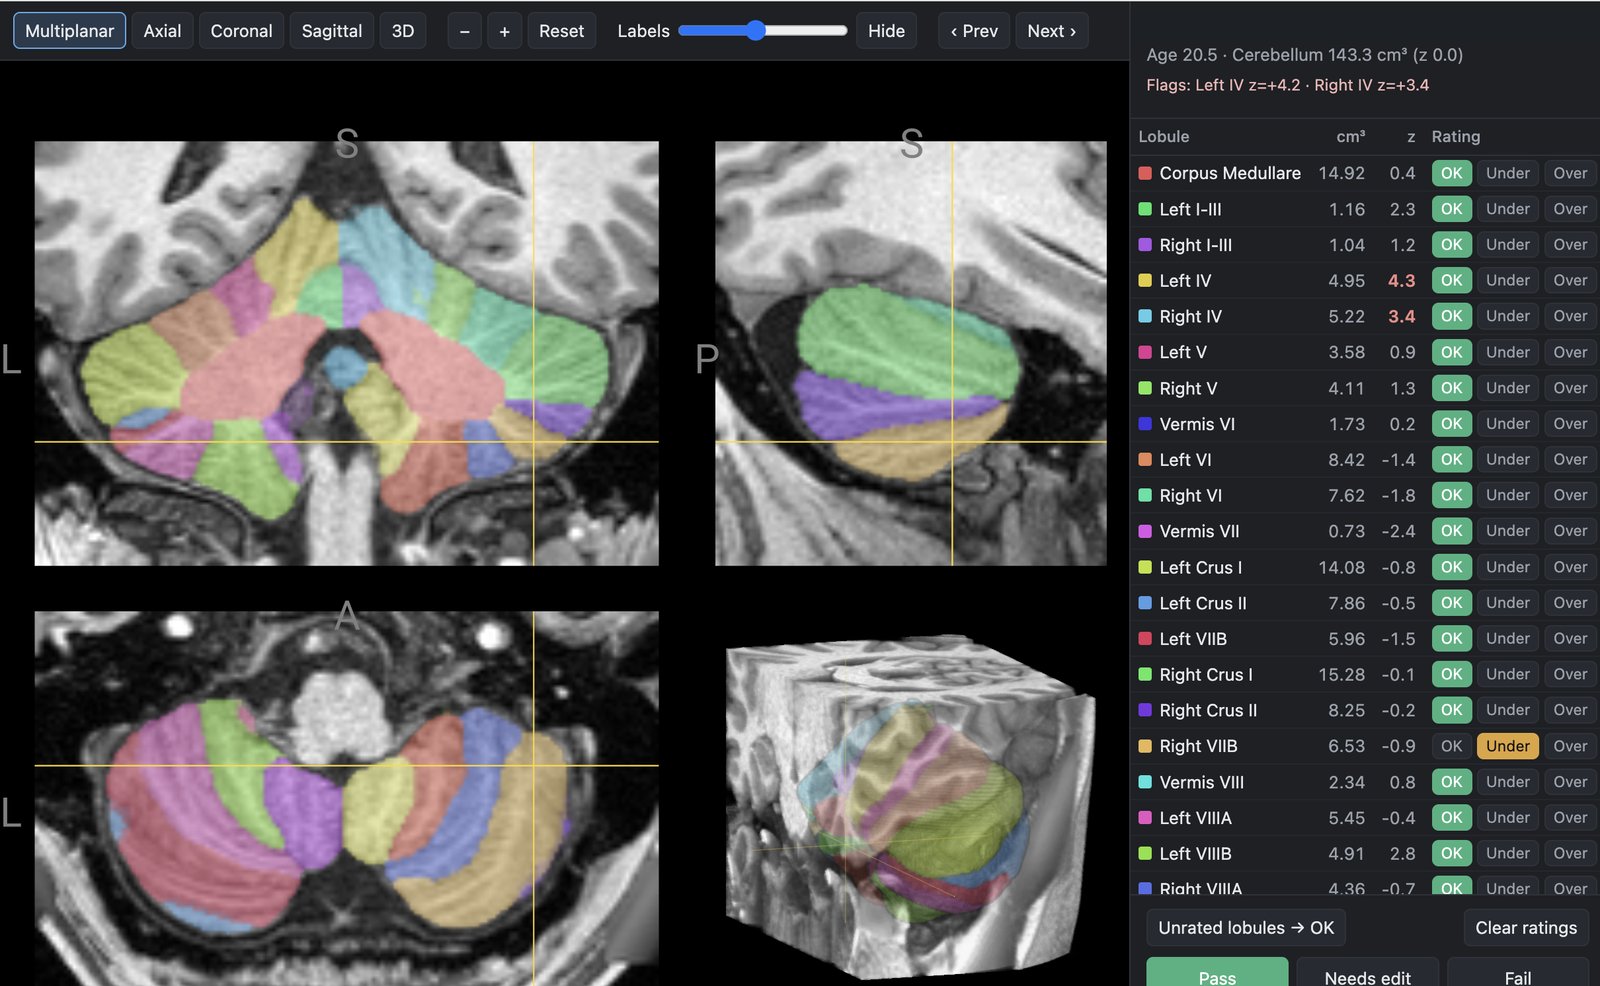 Multiplanar Axial Coronal Sagittal 3D − + Reset Labels Hide ‹ Prev Next ›
S
S
L
P
A
L
Age 20.5 · Cerebellum 143.3 cm³ (z 0.0)
Flags: Left IV z=+4.2 · Right IV z=+3.4
Lobule cm³ z Rating
Corpus Medullare 14.92 0.4 OK Under Over
Left I-III 1.16 2.3 OK Under Over
Right I-III 1.04 1.2 OK Under Over
Left IV 4.95 4.3 OK Under Over
Right IV 5.22 3.4 OK Under Over
Left V 3.58 0.9 OK Under Over
Right V 4.11 1.3 OK Under Over
Vermis VI 1.73 0.2 OK Under Over
Left VI 8.42 -1.4 OK Under Over
Right VI 7.62 -1.8 OK Under Over
Vermis VII 0.73 -2.4 OK Under Over
Left Crus I 14.08 -0.8 OK Under Over
Left Crus II 7.86 -0.5 OK Under Over
Left VIIB 5.96 -1.5 OK Under Over
Right Crus I 15.28 -0.1 OK Under Over
Right Crus II 8.25 -0.2 OK Under Over
Right VIIB 6.53 -0.9 OK Under Over
Vermis VIII 2.34 0.8 OK Under Over
Left VIIIA 5.45 -0.4 OK Under Over
Left VIIIB 4.91 2.8 OK Under Over
Right VIIIA 4.36 -0.7 OK Under Over
Unrated lobules → OK Clear ratings
Pass Needs edit Fail